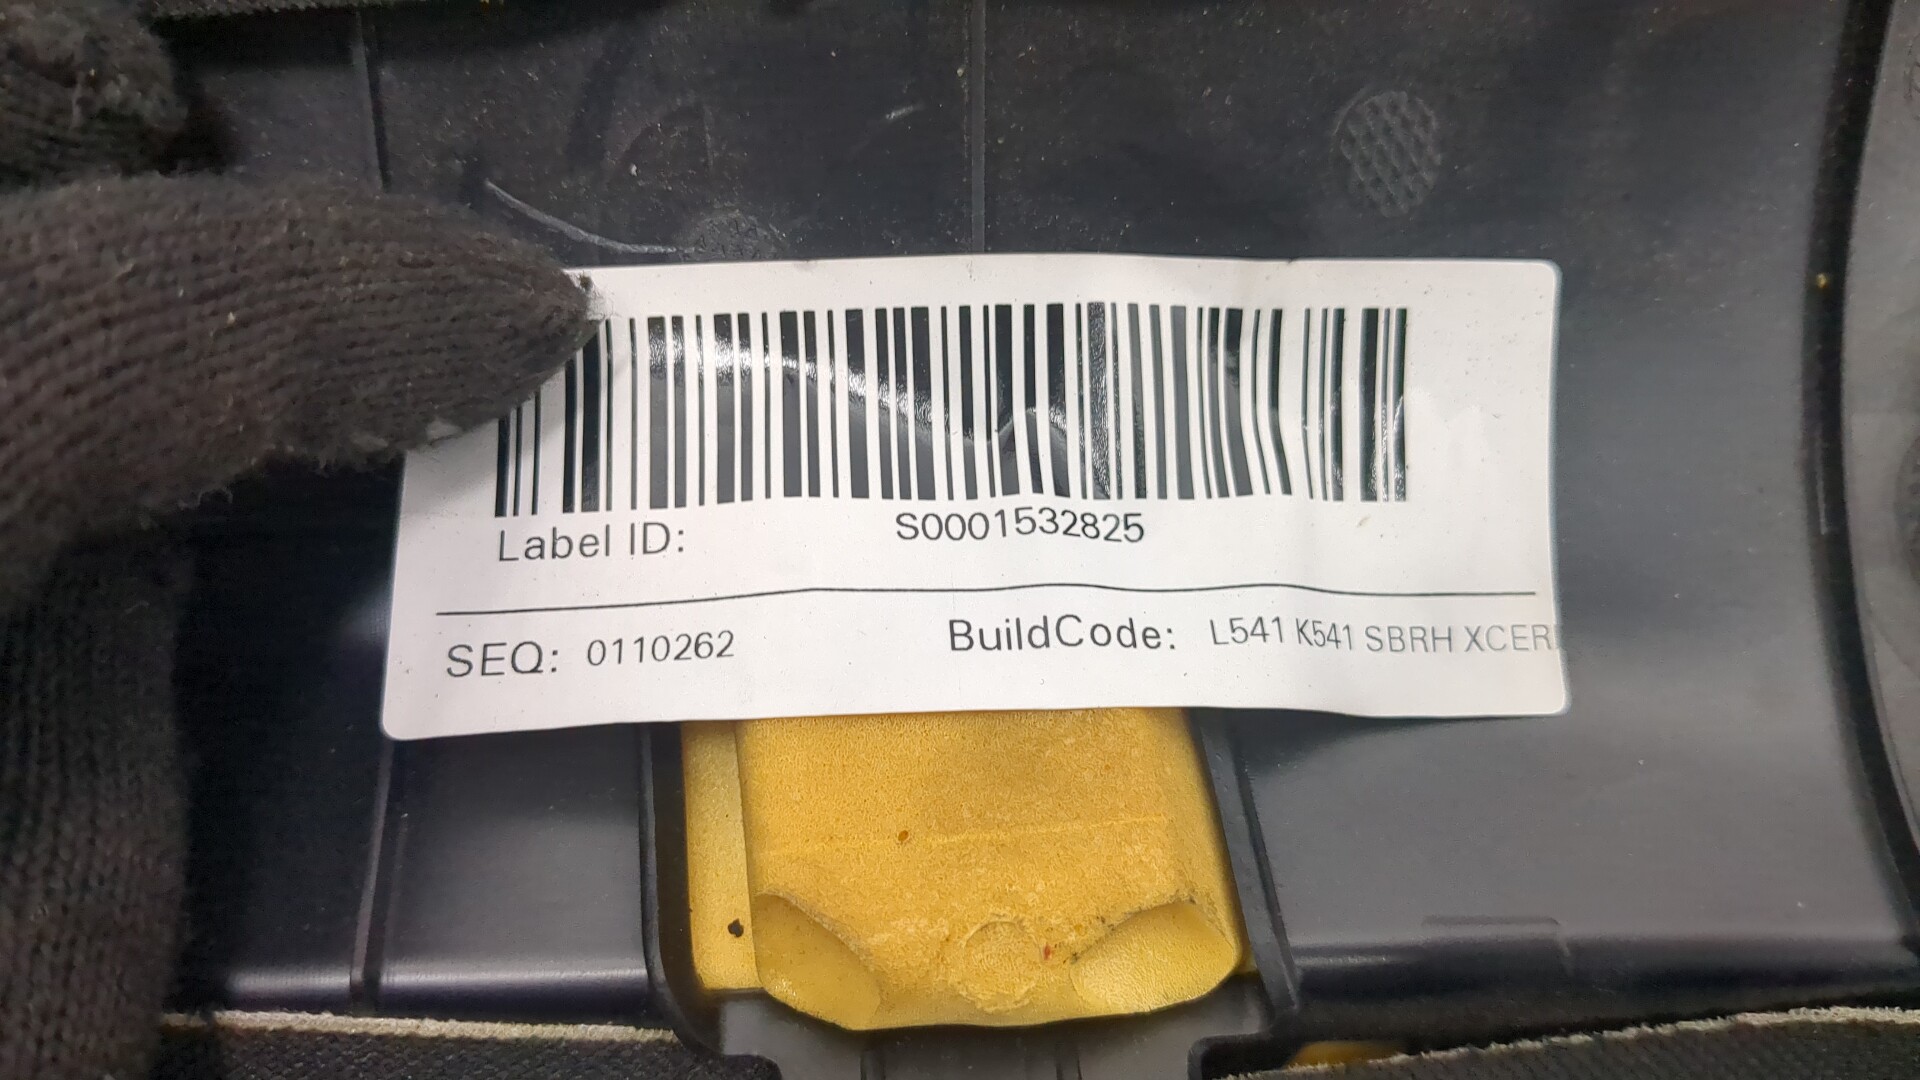 Label ID: S0001532825
SEQ: 0110262 BuildCode: L541 K541 SBRH XCER